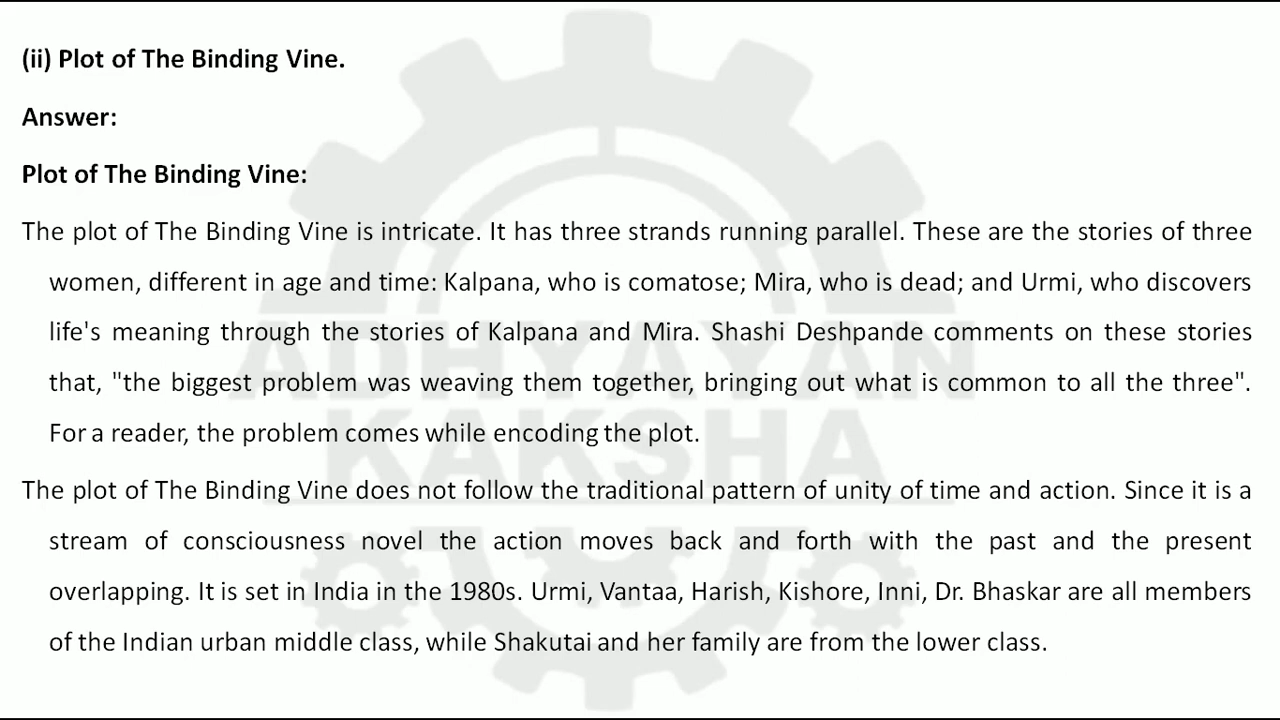 (ii) Plot of The Binding Vine.
Answer:
Plot of The Binding Vine:
The plot of The Binding Vine is intricate. It has three strands running parallel. These are the stories of three
women, different in age and time: Kalpana, who is comatose; Mira, who is dead; and Urmi, who discovers
life's meaning through the stories of Kalpana and Mira. Shashi Deshpande comments on these stories
that, "the biggest problem was weaving them together, bringing out what is common to all the three".
For a reader, the problem comes while encoding the plot.
The plot of The Binding Vine does not follow the traditional pattern of unity of time and action. Since it is a
stream of consciousness novel the action moves back and forth with the past and the present
overlapping. It is set in India in the 1980s. Urmi, Vantaa, Harish, Kishore, Inni, Dr. Bhaskar are all members
of the Indian urban middle class, while Shakutai and her family are from the lower class.
ADHYAYAN
KAKSHA